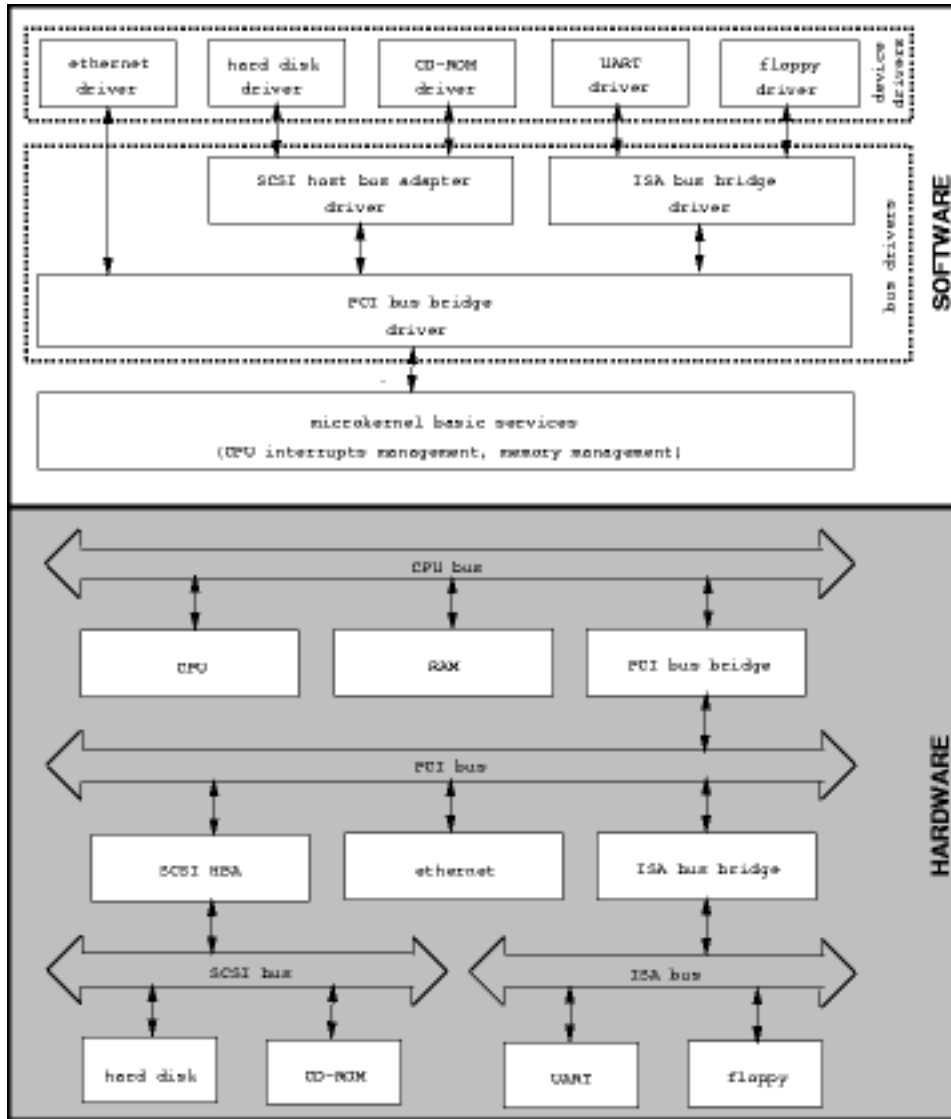 ethernet
driver
hard disk
driver
CD-ROM
driver
UART
driver
floppy
driver
device
drivers
SCSI host bus adapter
driver
ISA bus bridge
driver
bus drivers
SOFTWARE
PCI bus bridge
driver
microkernel basic services
(CPU interrupts management, memory management)
CPU bus
CPU
RAM
PCI bus bridge
PCI bus
HARDWARE
SCSI HBA
ethernet
ISA bus bridge
SCSI bus
ISA bus
hard disk
CD-ROM
UART
floppy